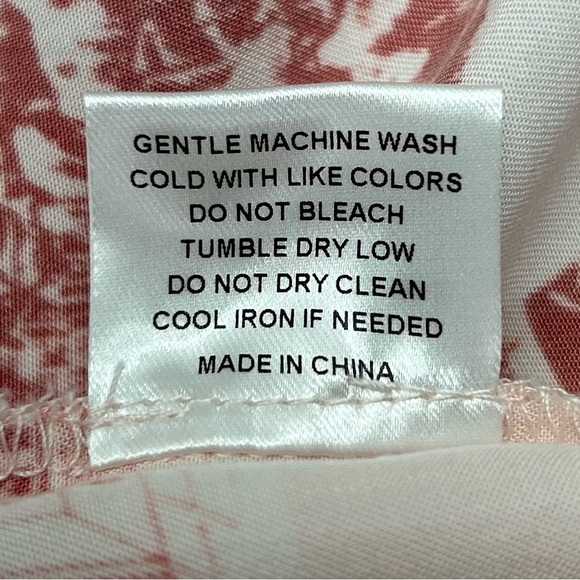 GENTLE MACHINE WASH
COLD WITH LIKE COLORS
DO NOT BLEACH
TUMBLE DRY LOW
DO NOT DRY CLEAN
COOL IRON IF NEEDED
MADE IN CHINA